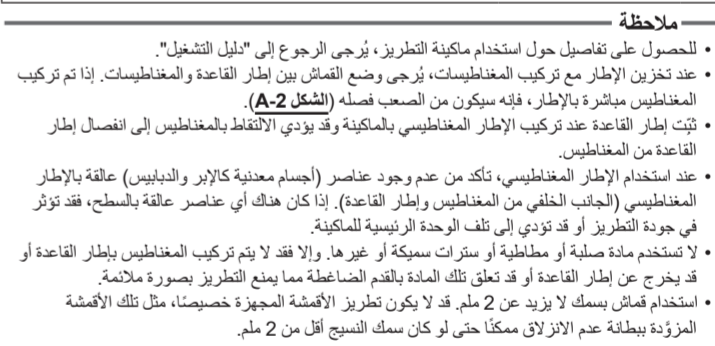 ملاحظة
• للحصول على تفاصيل حول استخدام ماكينة التطريز، يُرجى الرجوع إلى "دليل التشغيل".
• عند تخزين الإطار مع تركيب المغناطيسات، يُرجى وضع القماش بين إطار القاعدة والمغناطيسات. إذا تم تركيب
المغناطيس مباشرة بالإطار، فإنه سيكون من الصعب فصله (الشكل A-2).
• ثبّت إطار القاعدة عند تركيب الإطار المغناطيسي بالماكينة وقد يؤدي الالتقاط بالمغناطيس إلى انفصال إطار
القاعدة من المغناطيس.
• عند استخدام الإطار المغناطيسي، تأكد من عدم وجود عناصر (أجسام معدنية كالإبر والدبابيس) عالقة بالإطار
المغناطيسي (الجانب الخلفي من المغناطيس وإطار القاعدة). إذا كان هناك أي عناصر عالقة بالسطح، فقد تؤثر
في جودة التطريز أو قد تؤدي إلى تلف الوحدة الرئيسية للماكينة.
• لا تستخدم مادة صلبة أو مطاطية أو سترات سميكة أو غيرها. وإلا فقد لا يتم تركيب المغناطيس بإطار القاعدة أو
قد يخرج عن إطار القاعدة أو قد تعلق تلك المادة بالقدم الضاغطة مما يمنع التطريز بصورة ملائمة.
• استخدام قماش بسمك لا يزيد عن 2 ملم. قد لا يكون تطريز الأقمشة المجهزة خصيصًا، مثل تلك الأقمشة
المزوَّدة ببطانة عدم الانزلاق ممكنًا حتى لو كان سمك النسيج أقل من 2 ملم.